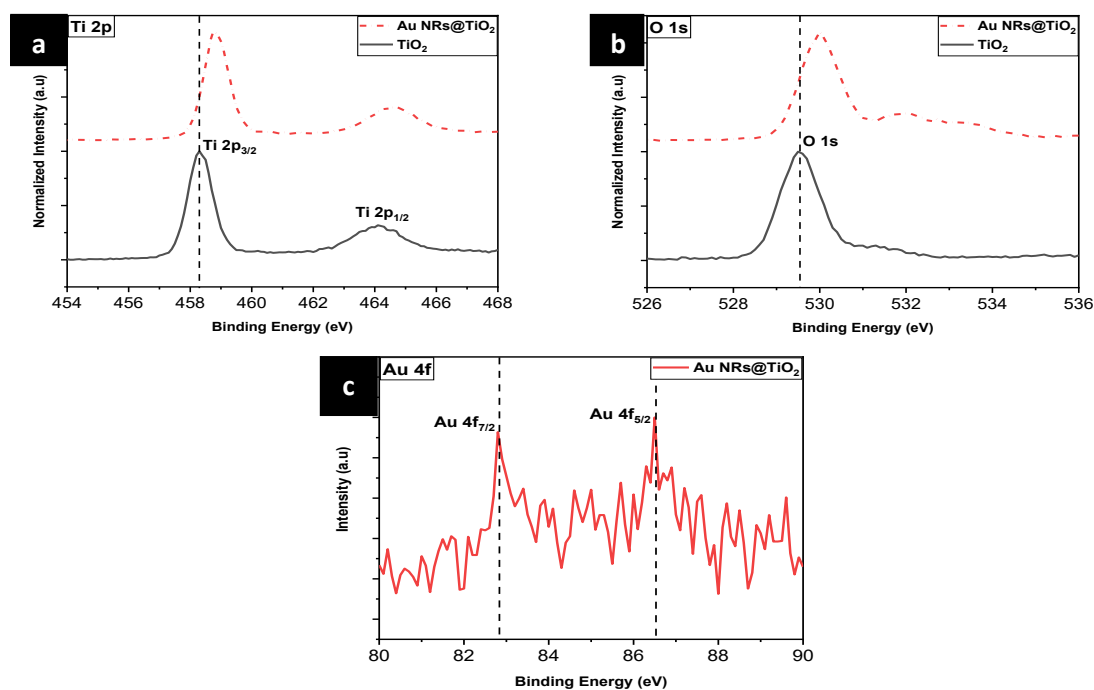 a
Ti 2p
Au NRs@TiO₂
TiO₂
Normalized Intensity (a.u)
Ti 2p₃/₂
Ti 2p₁/₂
454 456 458 460 462 464 466 468
Binding Energy (eV)
b
O 1s
Au NRs@TiO₂
TiO₂
Normalized Intensity (a.u)
O 1s
526 528 530 532 534 536
Binding Energy (eV)
c
Au 4f
Au NRs@TiO₂
Intensity (a.u)
Au 4f₇/₂
Au 4f₅/₂
80 82 84 86 88 90
Binding Energy (eV)